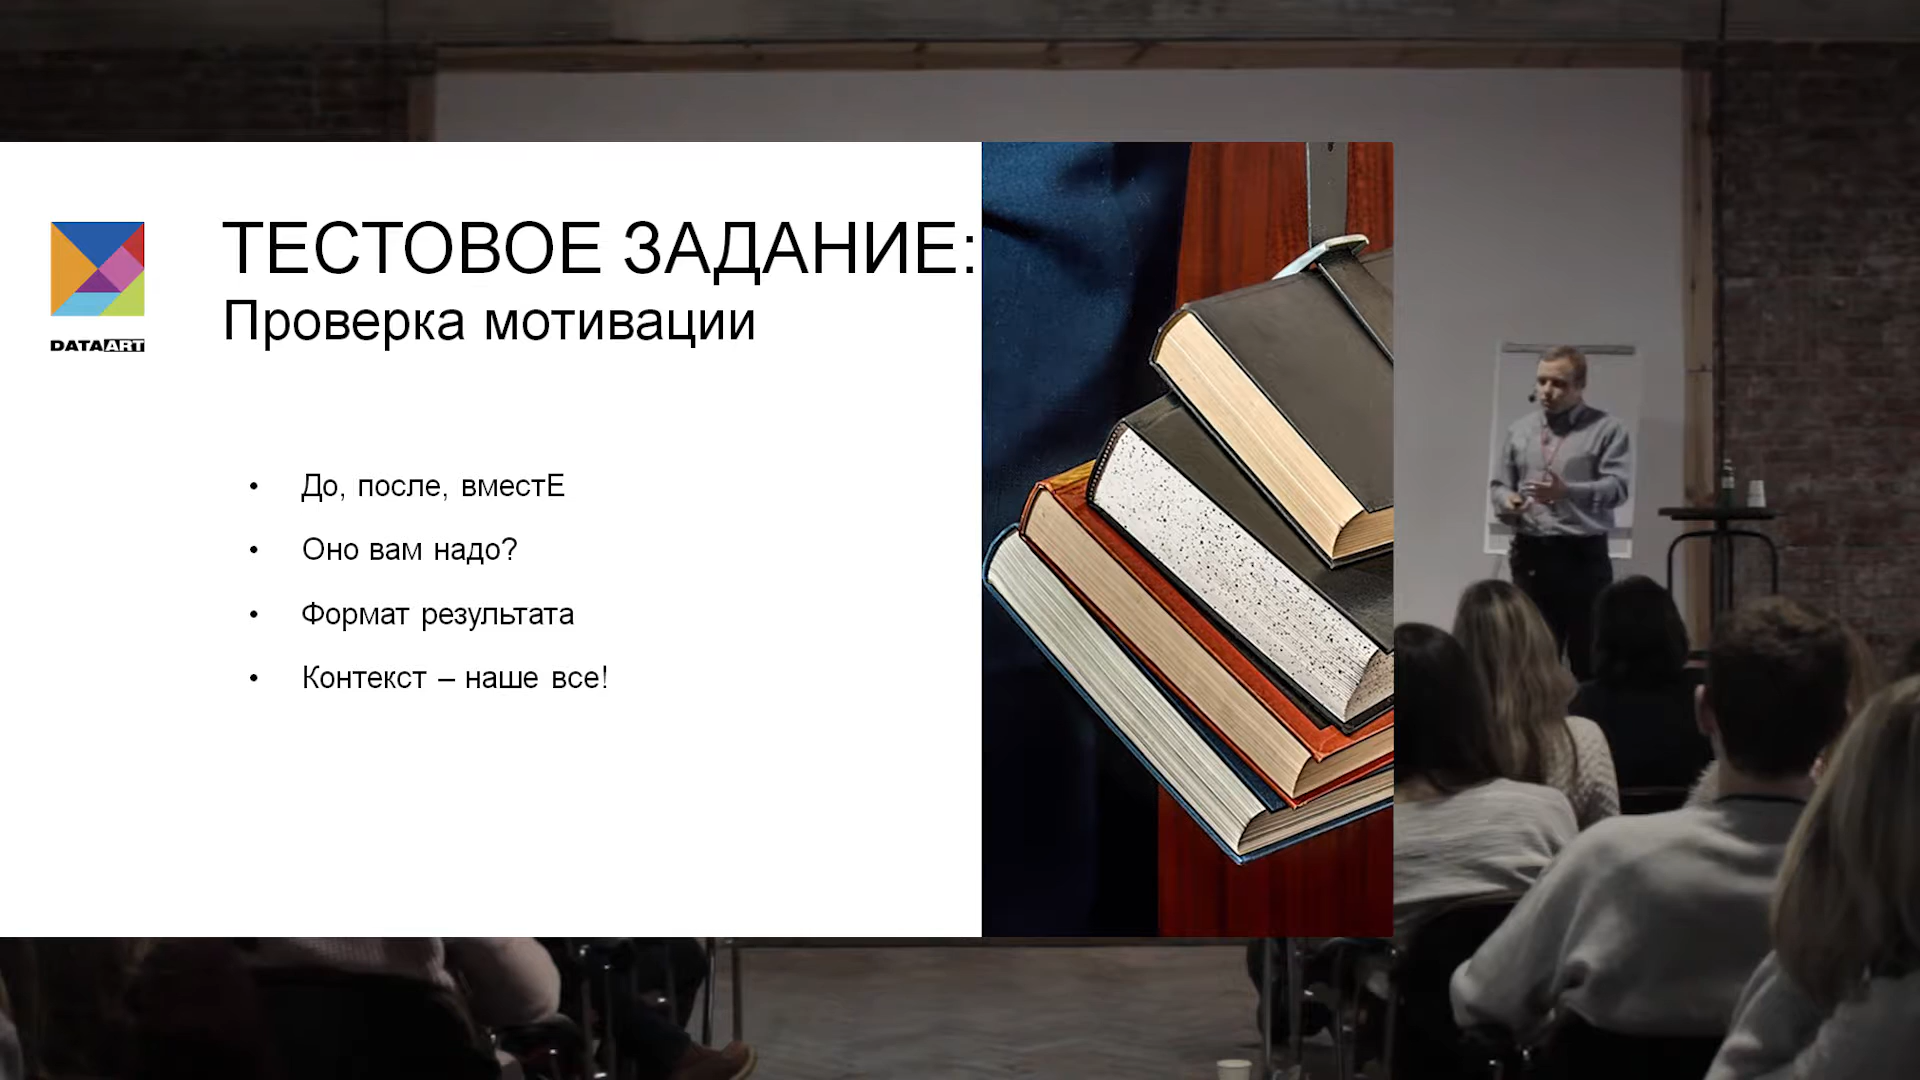 ТЕСТОВОЕ ЗАДАНИЕ:
Проверка мотивации
DATAART
• До, после, вместЕ
• Оно вам надо?
• Формат результата
• Контекст – наше все!